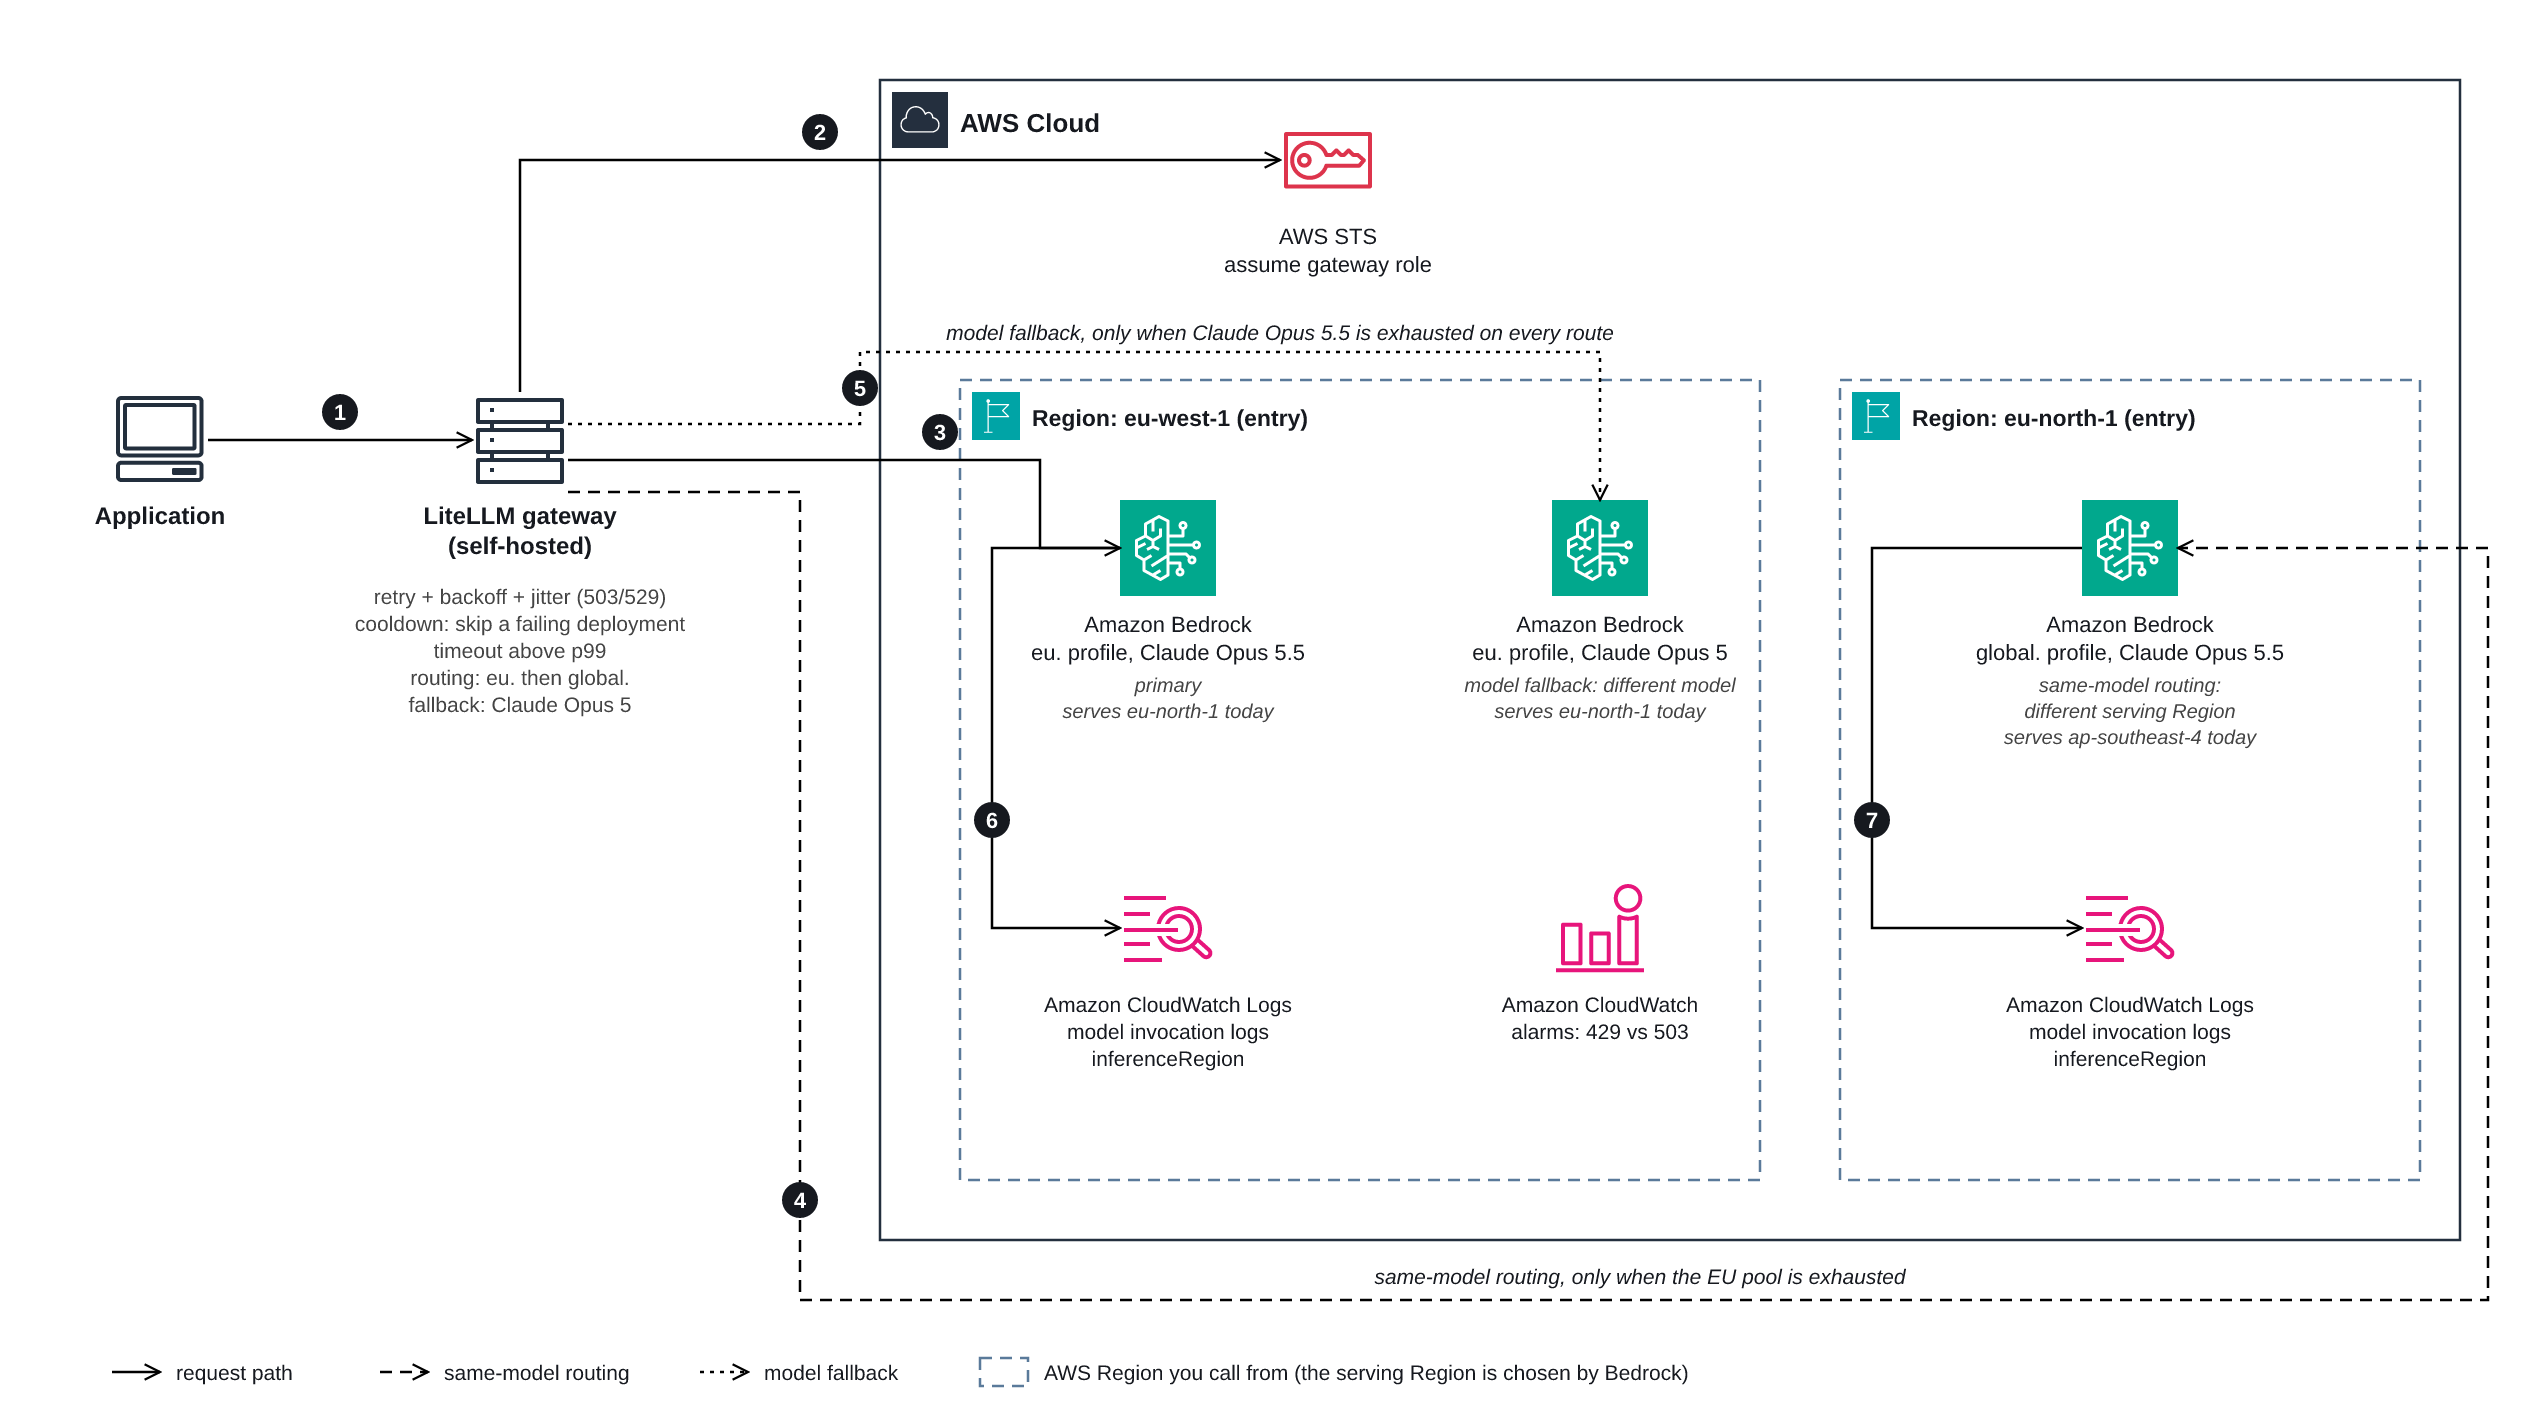 AWS Cloud
2
AWS STS
assume gateway role
model fallback, only when Claude Opus 5.5 is exhausted on every route
1
5
3
Application
LiteLLM gateway
(self-hosted)
retry + backoff + jitter (503/529)
cooldown: skip a failing deployment
timeout above p99
routing: eu. then global.
fallback: Claude Opus 5
Region: eu-west-1 (entry)
Amazon Bedrock
eu. profile, Claude Opus 5.5
primary
serves eu-north-1 today
Amazon Bedrock
eu. profile, Claude Opus 5
model fallback: different model
serves eu-north-1 today
6
Amazon CloudWatch Logs
model invocation logs
inferenceRegion
Amazon CloudWatch
alarms: 429 vs 503
Region: eu-north-1 (entry)
Amazon Bedrock
global. profile, Claude Opus 5.5
same-model routing:
different serving Region
serves ap-southeast-4 today
7
Amazon CloudWatch Logs
model invocation logs
inferenceRegion
4
same-model routing, only when the EU pool is exhausted
request path
same-model routing
model fallback
AWS Region you call from (the serving Region is chosen by Bedrock)